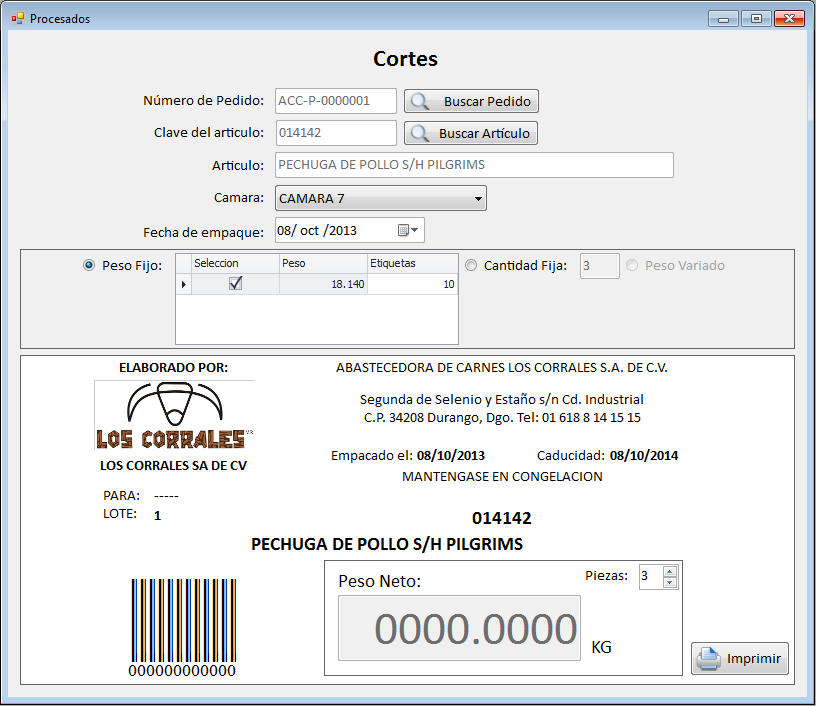 Procesados
Cortes
Número de Pedido: ACC-P-0000001 Buscar Pedido
Clave del articulo: 014142 Buscar Artículo
Articulo: PECHUGA DE POLLO S/H PILGRIMS
Camara: CAMARA 7
Fecha de empaque: 08/ oct /2013
Peso Fijo: Seleccion Peso Etiquetas Cantidad Fija: 3 Peso Variado
18.140 10
ELABORADO POR: ABASTECEDORA DE CARNES LOS CORRALES S.A. DE C.V.
Segunda de Selenio y Estaño s/n Cd. Industrial
C.P. 34208 Durango, Dgo. Tel: 01 618 8 14 15 15
LOS CORRALES MR
Empacado el: 08/10/2013 Caducidad: 08/10/2014
LOS CORRALES SA DE CV
MANTENGASE EN CONGELACION
PARA: -----
LOTE: 1
014142
PECHUGA DE POLLO S/H PILGRIMS
Peso Neto: Piezas: 3
0000.0000 KG
000000000000
Imprimir